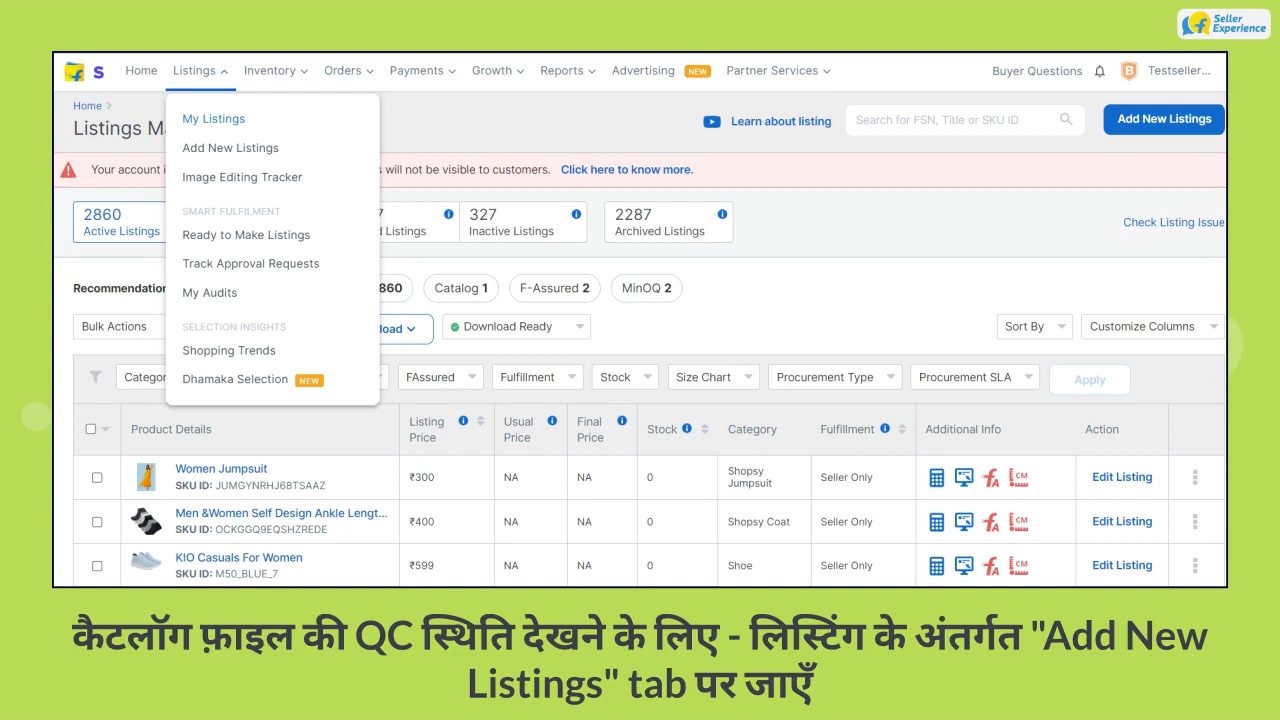 Seller
Experience
Home Listings Inventory Orders Payments Growth Reports Advertising NEW Partner Services Buyer Questions B Testseller...
Home
Listings Ma
My Listings
Add New Listings
Image Editing Tracker
SMART FULFILMENT
Ready to Make Listings
Track Approval Requests
My Audits
SELECTION INSIGHTS
Shopping Trends
Dhamaka Selection NEW
Learn about listing Search for FSN, Title or SKU ID Add New Listings
Your account i s will not be visible to customers. Click here to know more.
2860 7 327 2287
Active Listings d Listings Inactive Listings Archived Listings Check Listing Issue
Recommendation 860 Catalog 1 F-Assured 2 MinOQ 2
Bulk Actions load Download Ready Sort By Customize Columns
Categor FAssured Fulfillment Stock Size Chart Procurement Type Procurement SLA Apply
Product Details Listing Price Usual Price Final Price Stock Category Fulfillment Additional Info Action
Women Jumpsuit
SKU ID: JUMGYNRHJ68TSAAZ ₹300 NA NA 0 Shopsy Jumpsuit Seller Only CM Edit Listing
Men &Women Self Design Ankle Lengt...
SKU ID: OCKGGQ9EQSHZREDE ₹400 NA NA 0 Shopsy Coat Seller Only CM Edit Listing
KIO Casuals For Women
SKU ID: M50_BLUE_7 ₹599 NA NA 0 Shoe Seller Only CM Edit Listing
कैटलॉग फ़ाइल की QC स्थिति देखने के लिए - लिस्टिंग के अंतर्गत "Add New
Listings" tab पर जाएँ